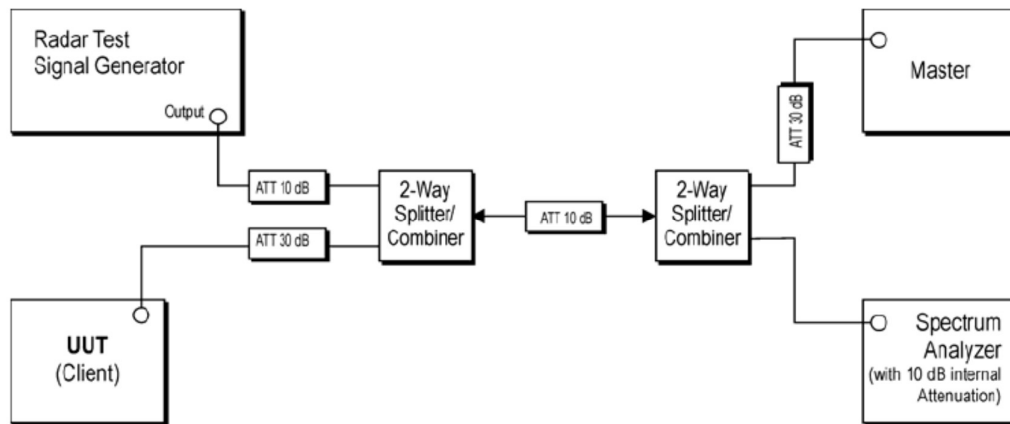 Radar Test
Signal Generator
Output
ATT 10 dB
ATT 30 dB
2-Way
Splitter/
Combiner
ATT 10 dB
2-Way
Splitter/
Combiner
ATT 30 dB
Master
UUT
(Client)
Spectrum
Analyzer
(with 10 dB internal
Attenuation)